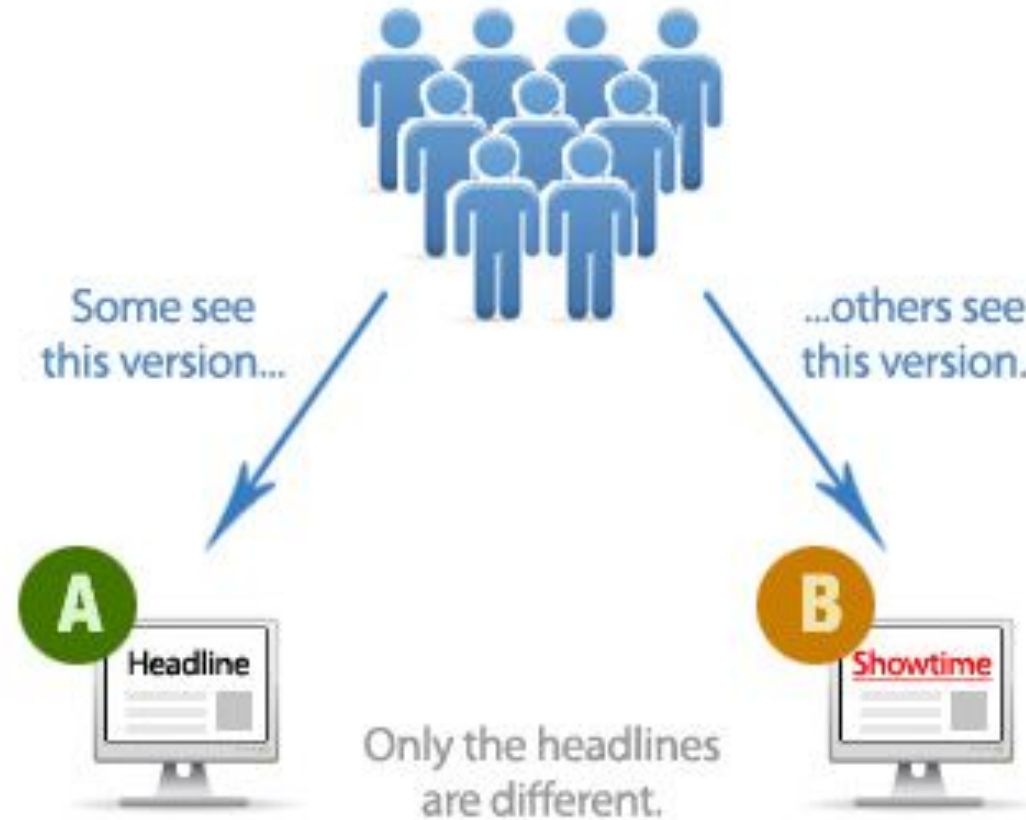 Some see
this version...
...others see
this version.
A
Headline
B
Showtime
Only the headlines
are different.